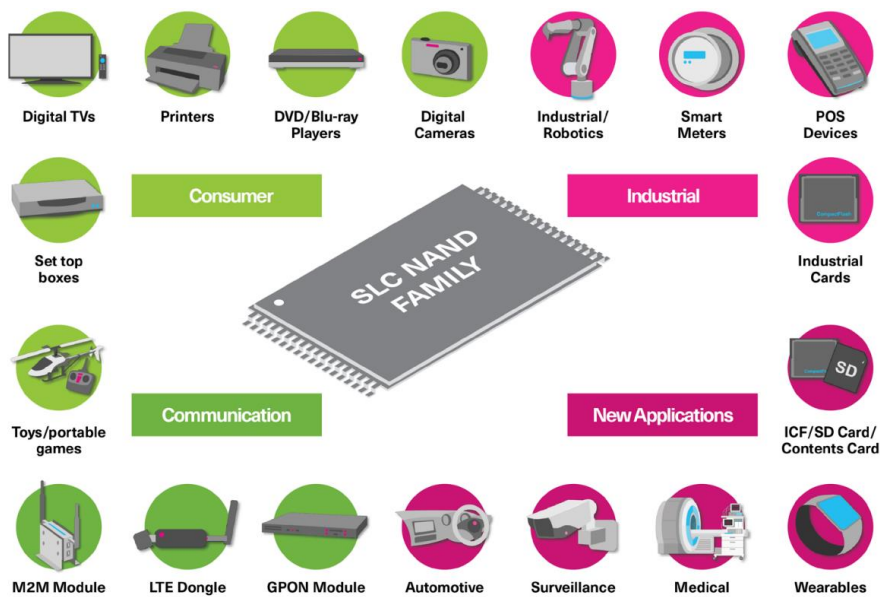 Digital TVs
Printers
DVD/Blu-ray
Players
Digital
Cameras
Industrial/
Robotics
Smart
Meters
POS
Devices
Consumer
Industrial
Set top
boxes
SLC NAND
FAMILY
Industrial
Cards
Communication
New Applications
SD
Toys/portable
games
ICF/SD Card/
Contents Card
M2M Module
LTE Dongle
GPON Module
Automotive
Surveillance
Medical
Wearables